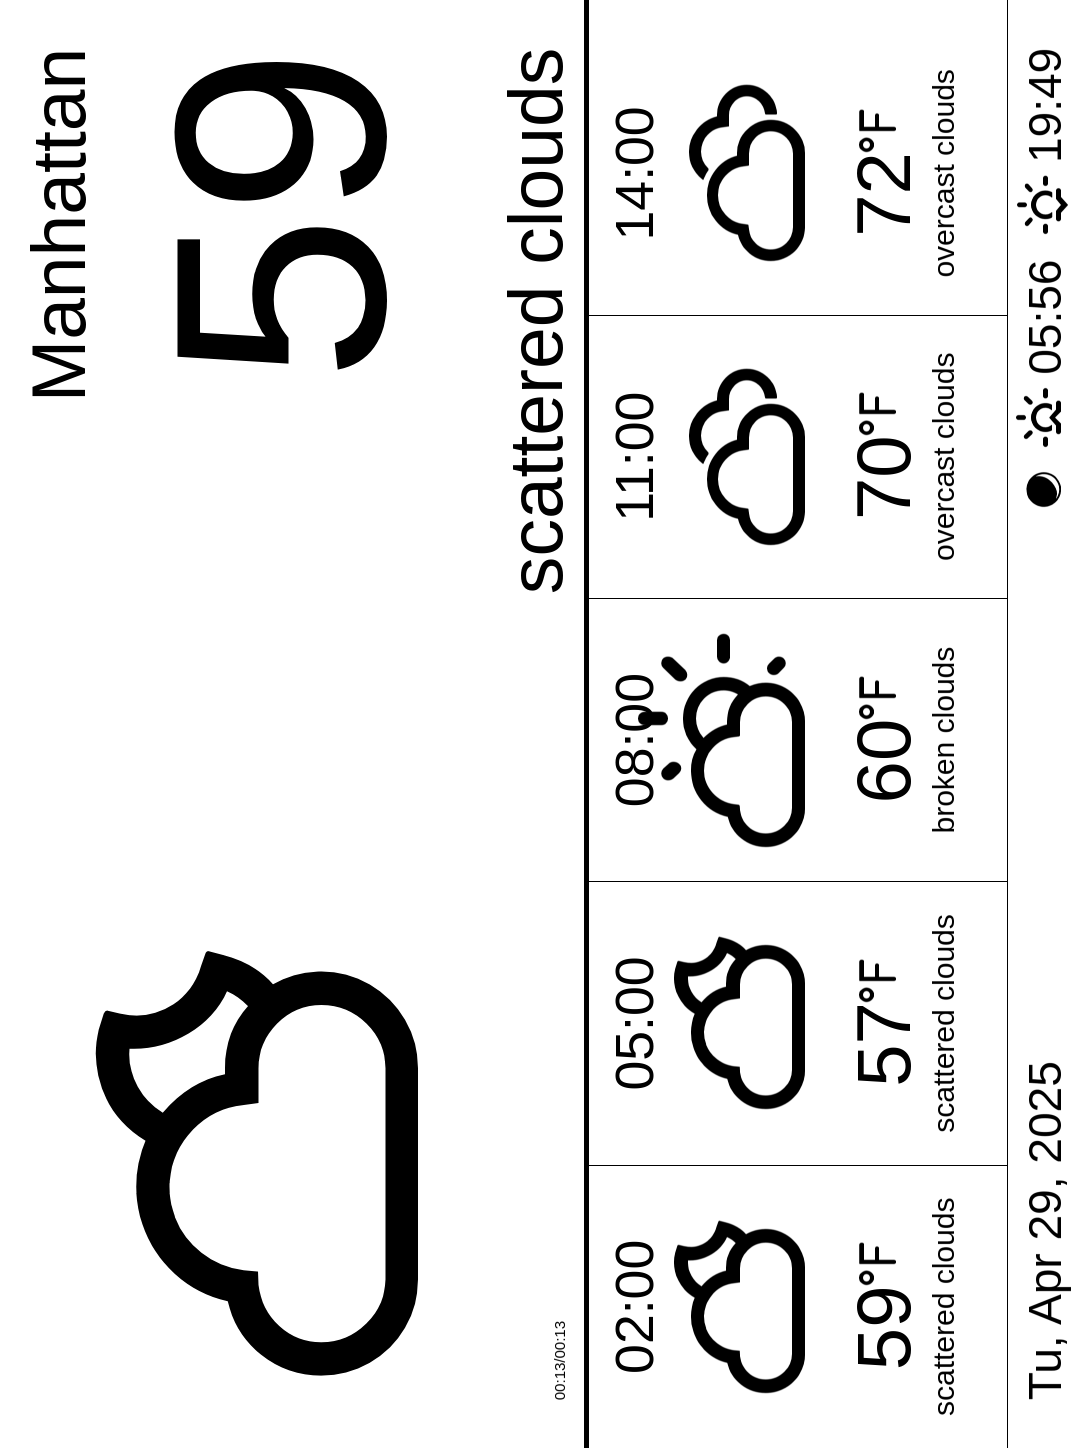 Manhattan
59
scattered clouds
00:13/00:13
02:00 05:00 08:00 11:00 14:00
59°F 57°F 60°F 70°F 72°F
scattered clouds scattered clouds broken clouds overcast clouds overcast clouds
Tu, Apr 29, 2025 05:56 19:49